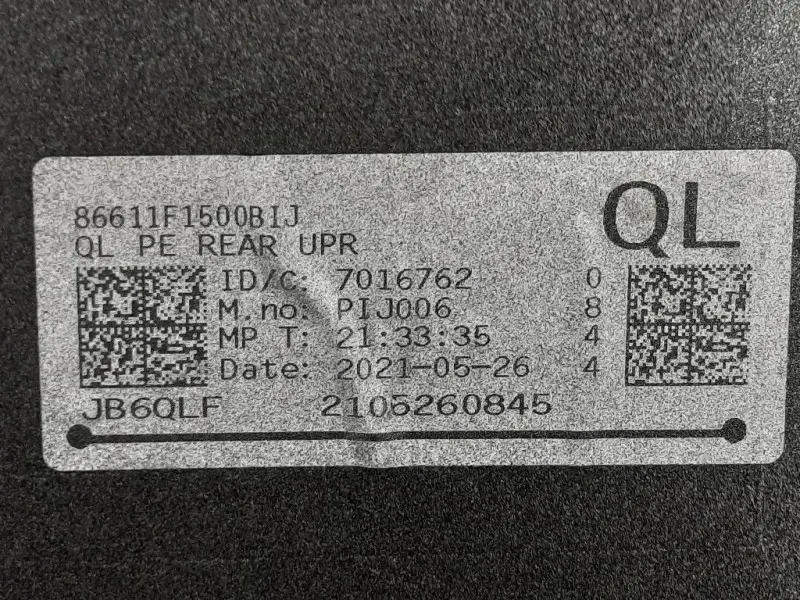 QL
86611F1500BIJ
QL PE REAR UPR
ID/C: 7016762 0
M.no: PIJ006 8
MP T: 21:33:35 4
Date: 2021-05-26 4
JB6QLF 2105260845